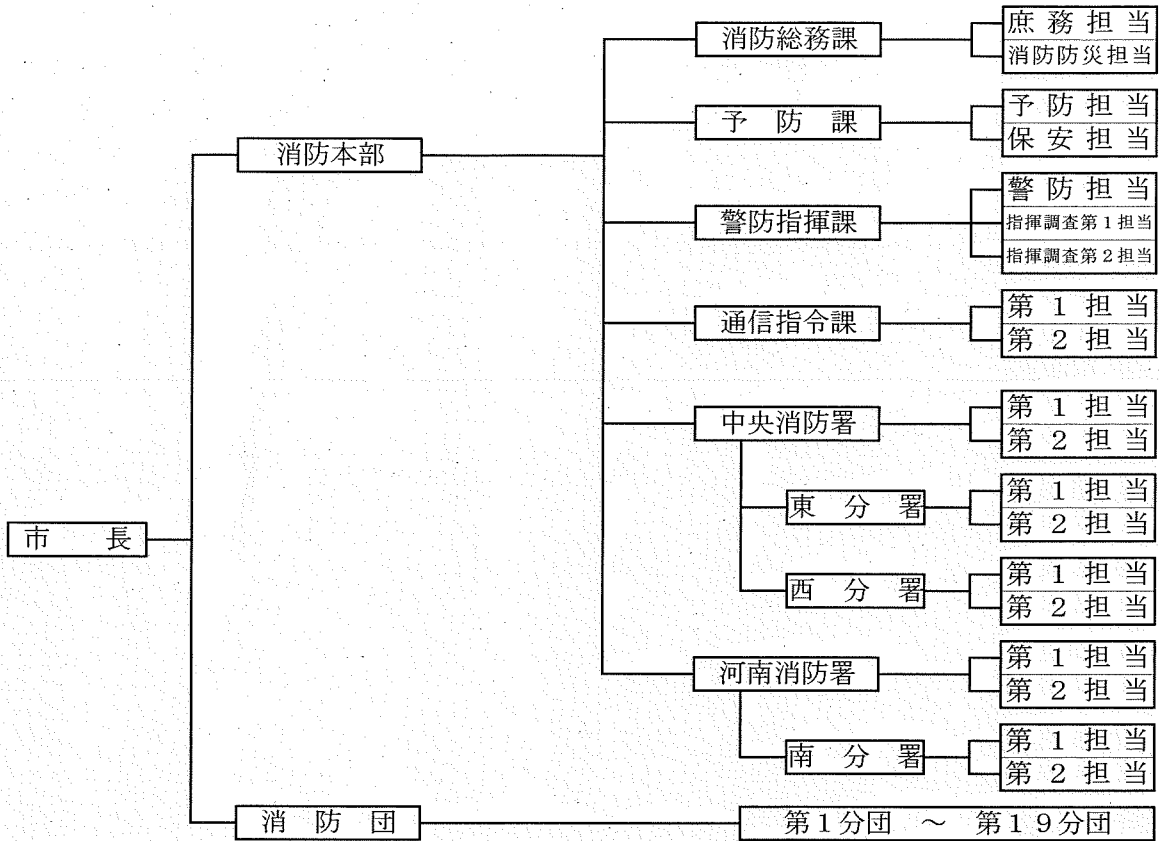 消防総務課
庶務担当
消防防災担当
予防課
予防担当
保安担当
消防本部
警防指揮課
警防担当
指揮調査第1担当
指揮調査第2担当
通信指令課
第1担当
第2担当
中央消防署
第1担当
第2担当
東分署
第1担当
第2担当
市長
西分署
第1担当
第2担当
河南消防署
第1担当
第2担当
南分署
第1担当
第2担当
消防団
第1分団 ～ 第19分団